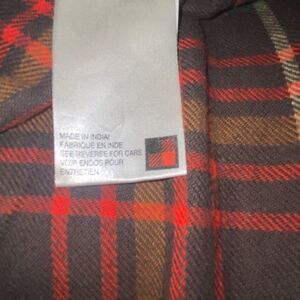 MADE IN INDIA/
FABRIQUE EN INDE
SEE REVERSE FOR CARE
VOIR ENDOS POUR
ENTRETIEN